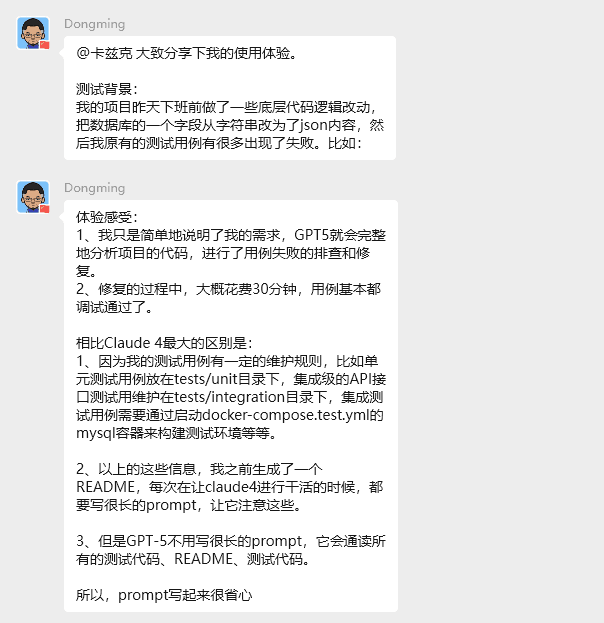 Dongming
@卡兹克 大致分享下我的使用体验。
测试背景：
我的项目昨天下班前做了一些底层代码逻辑改动，
把数据库的一个字段从字符串改为了json内容，然
后我原有的测试用例有很多出现了失败。比如：
Dongming
体验感受：
1、我只是简单地说明了我的需求，GPT5就会完整
地分析项目的代码，进行了用例失败的排查和修
复。
2、修复的过程中，大概花费30分钟，用例基本都
调试通过了。
相比Claude 4最大的区别是：
1、因为我的测试用例有一定的维护规则，比如单
元测试用例放在tests/unit目录下，集成级的API接
口测试用维护在tests/integration目录下，集成测
试用例需要通过启动docker-compose.test.yml的
mysql容器来构建测试环境等等。
2、以上的这些信息，我之前生成了一个
README，每次在让claude4进行干活的时候，都
要写很长的prompt，让它注意这些。
3、但是GPT-5不用写很长的prompt，它会通读所
有的测试代码、README、测试代码。
所以，prompt写起来很省心